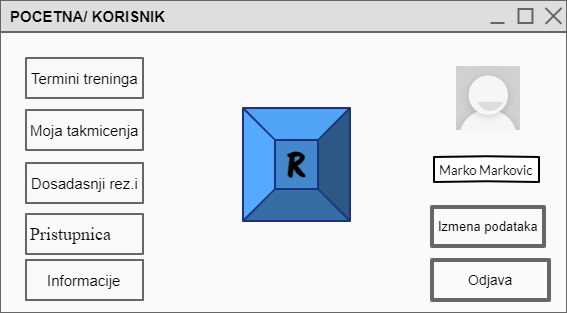 POCETNA/ KORISNIK
Termini treninga
Moja takmicenja
Dosadasnji rez.i
Pristupnica
Informacije
R
Marko Markovic
Izmena podataka
Odjava